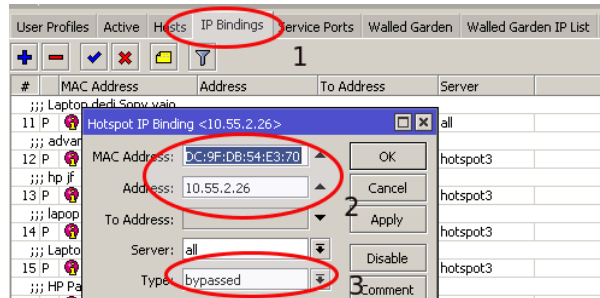 User Profiles Active Hosts IP Bindings Service Ports Walled Garden Walled Garden IP List
1
# MAC Address Address To Address Server
;;; Laptop dedi Sony vaio
11 P all
;;; advan
12 P hotspot3
;;; hp jf
13 P hotspot3
;;; lapop
14 P hotspot3
;;; Lapto
15 P hotspot3
;;; HP Pa
Hotspot IP Binding <10.55.2.26>
MAC Address: DC:9F:DB:54:E3:70
Address: 10.55.2.26
To Address:
Server: all
Type: bypassed
OK
Cancel
2
Apply
Disable
3
Comment